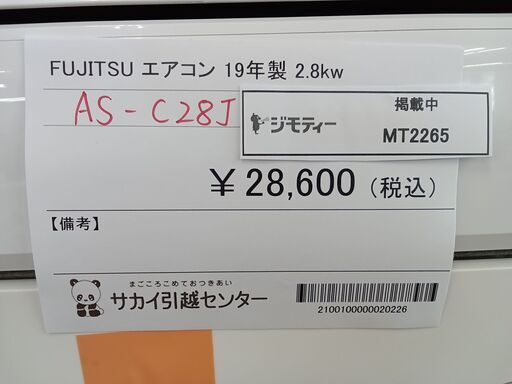 FUJITSU エアコン 19年製 2.8kw
AS-C28J
ジモティー
掲載中
MT2265
￥28,600（税込）
【備考】
まごころこめておつきあい
サカイ引越センター
2100100000020226